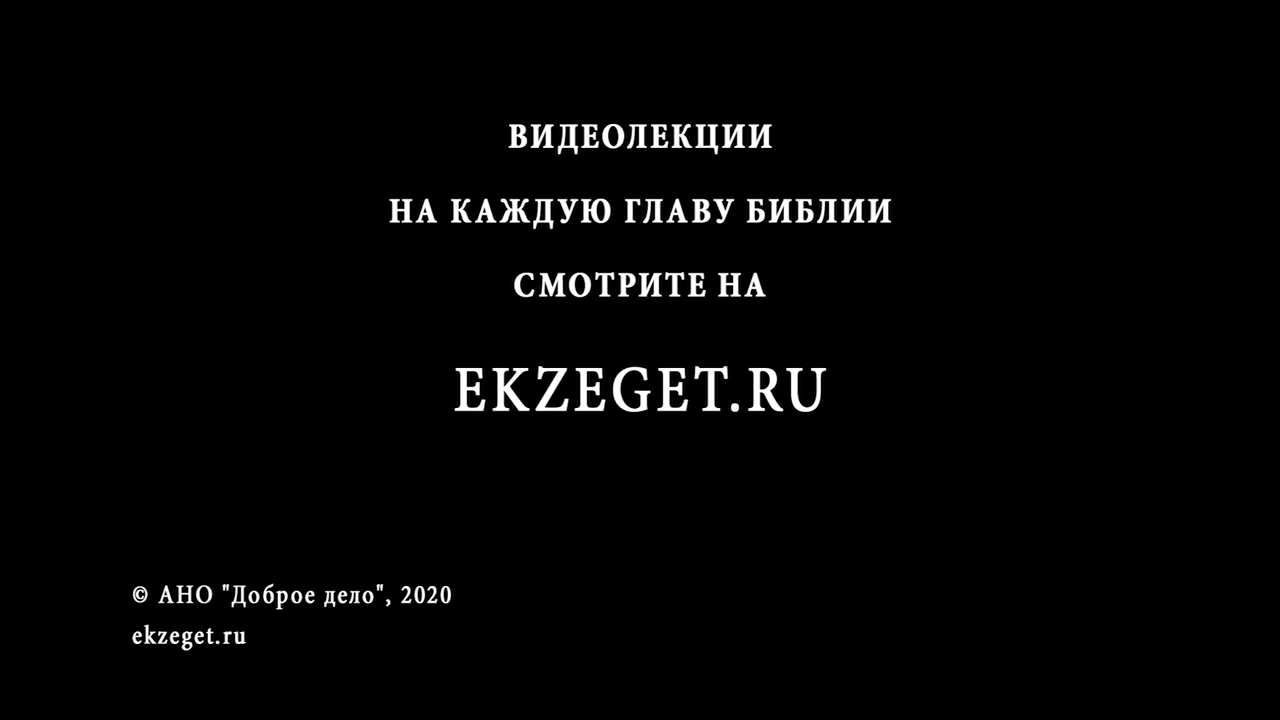 ВИДЕОЛЕКЦИИ
НА КАЖДУЮ ГЛАВУ БИБЛИИ
СМОТРИТЕ НА
EKZEGET.RU
© АНО "Доброе дело", 2020
ekzeget.ru